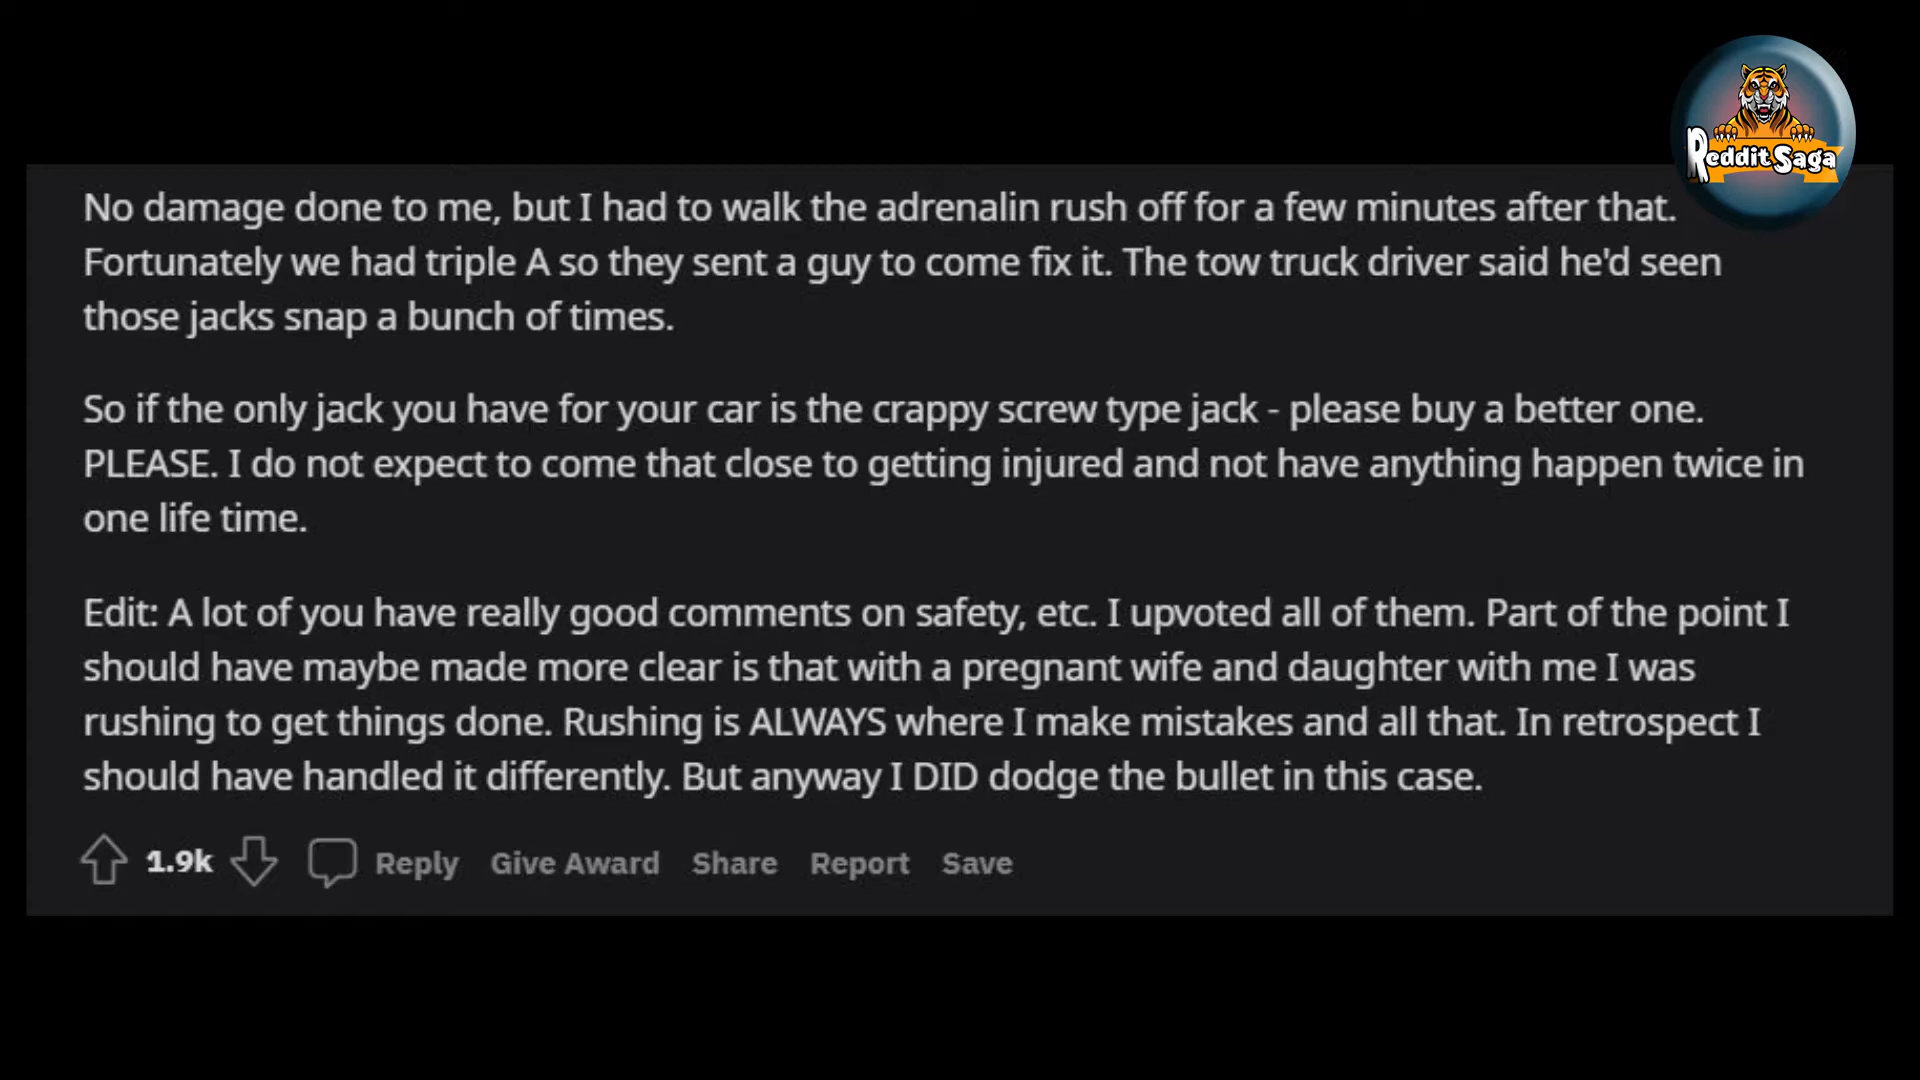 Reddit Saga
No damage done to me, but I had to walk the adrenalin rush off for a few minutes after that.
Fortunately we had triple A so they sent a guy to come fix it. The tow truck driver said he'd seen
those jacks snap a bunch of times.
So if the only jack you have for your car is the crappy screw type jack - please buy a better one.
PLEASE. I do not expect to come that close to getting injured and not have anything happen twice in
one life time.
Edit: A lot of you have really good comments on safety, etc. I upvoted all of them. Part of the point I
should have maybe made more clear is that with a pregnant wife and daughter with me I was
rushing to get things done. Rushing is ALWAYS where I make mistakes and all that. In retrospect I
should have handled it differently. But anyway I DID dodge the bullet in this case.
1.9k Reply Give Award Share Report Save